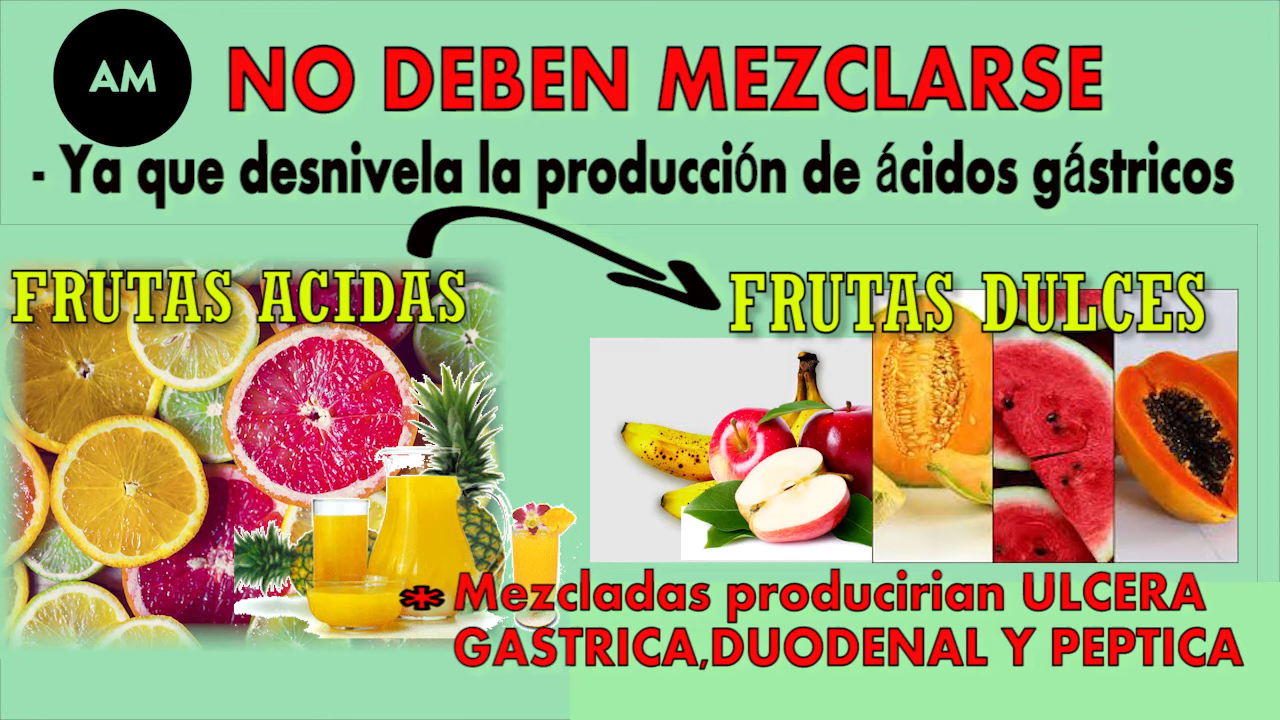 AM
NO DEBEN MEZCLARSE
- Ya que desnivela la producción de ácidos gástricos
FRUTAS ACIDAS
FRUTAS DULCES
* Mezcladas producirian ULCERA
GASTRICA,DUODENAL Y PEPTICA